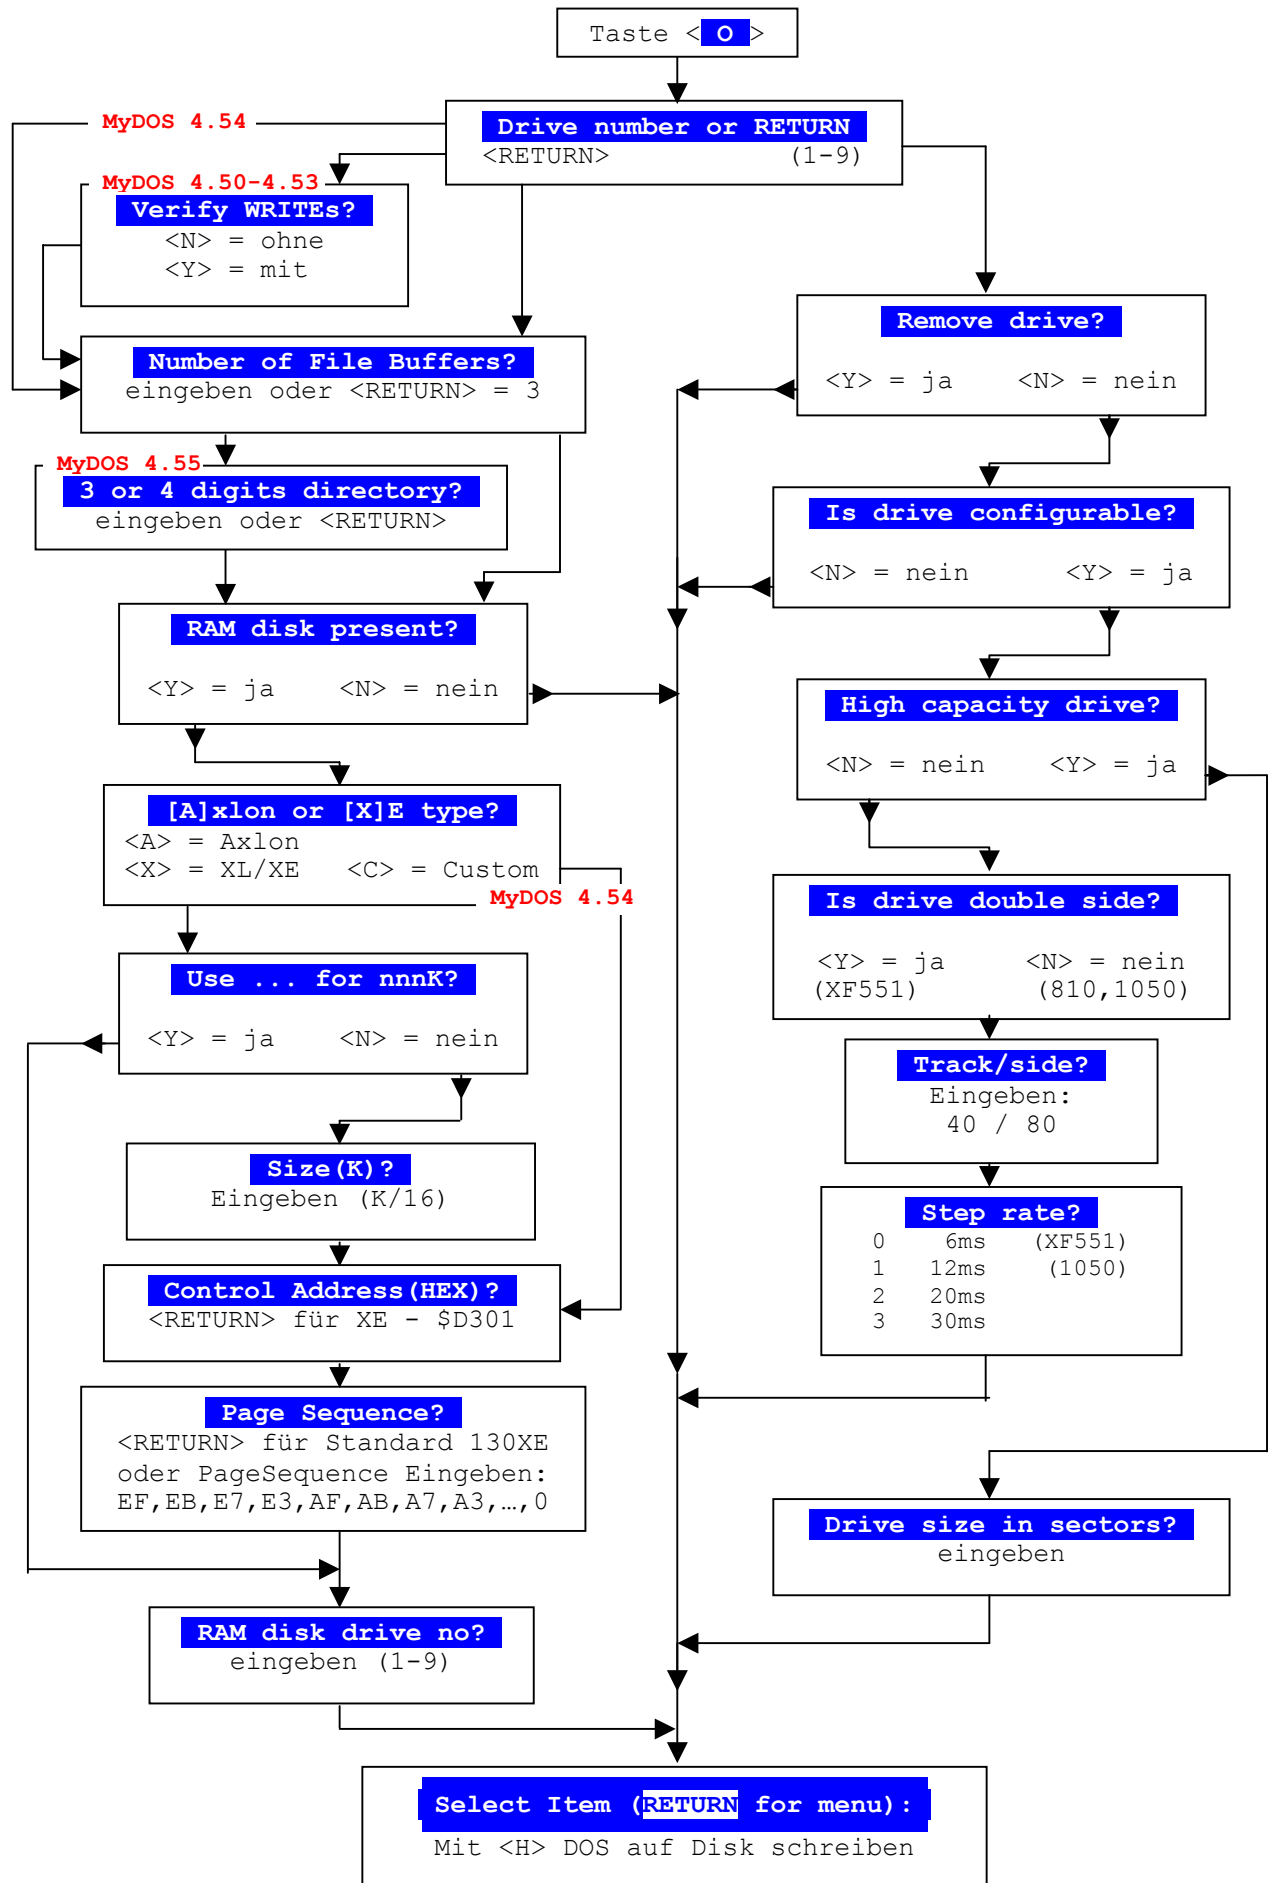 Taste < O >
MyDOS 4.54
Drive number or RETURN
<RETURN> (1-9)
MyDOS 4.50-4.53
Verify WRITEs?
<N> = ohne
<Y> = mit
Number of File Buffers?
eingeben oder <RETURN> = 3
MyDOS 4.55
3 or 4 digits directory?
eingeben oder <RETURN>
RAM disk present?
<Y> = ja <N> = nein
[A]xlon or [X]E type?
<A> = Axlon
<X> = XL/XE <C> = Custom
MyDOS 4.54
Use ... for nnnK?
<Y> = ja <N> = nein
Size(K)?
Eingeben (K/16)
Control Address(HEX)?
<RETURN> für XE - $D301
Page Sequence?
<RETURN> für Standard 130XE
oder PageSequence Eingeben:
EF,EB,E7,E3,AF,AB,A7,A3,…,0
RAM disk drive no?
eingeben (1-9)
Remove drive?
<Y> = ja <N> = nein
Is drive configurable?
<N> = nein <Y> = ja
High capacity drive?
<N> = nein <Y> = ja
Is drive double side?
<Y> = ja <N> = nein
(XF551) (810,1050)
Track/side?
Eingeben:
40 / 80
Step rate?
0 6ms (XF551)
1 12ms (1050)
2 20ms
3 30ms
Drive size in sectors?
eingeben
Select Item (RETURN for menu):
Mit <H> DOS auf Disk schreiben